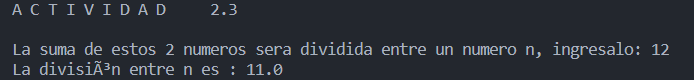 A C T I V I D A D 2.3
La suma de estos 2 numeros sera dividida entre un numero n, ingresalo: 12
La divisiÃ³n entre n es : 11.0